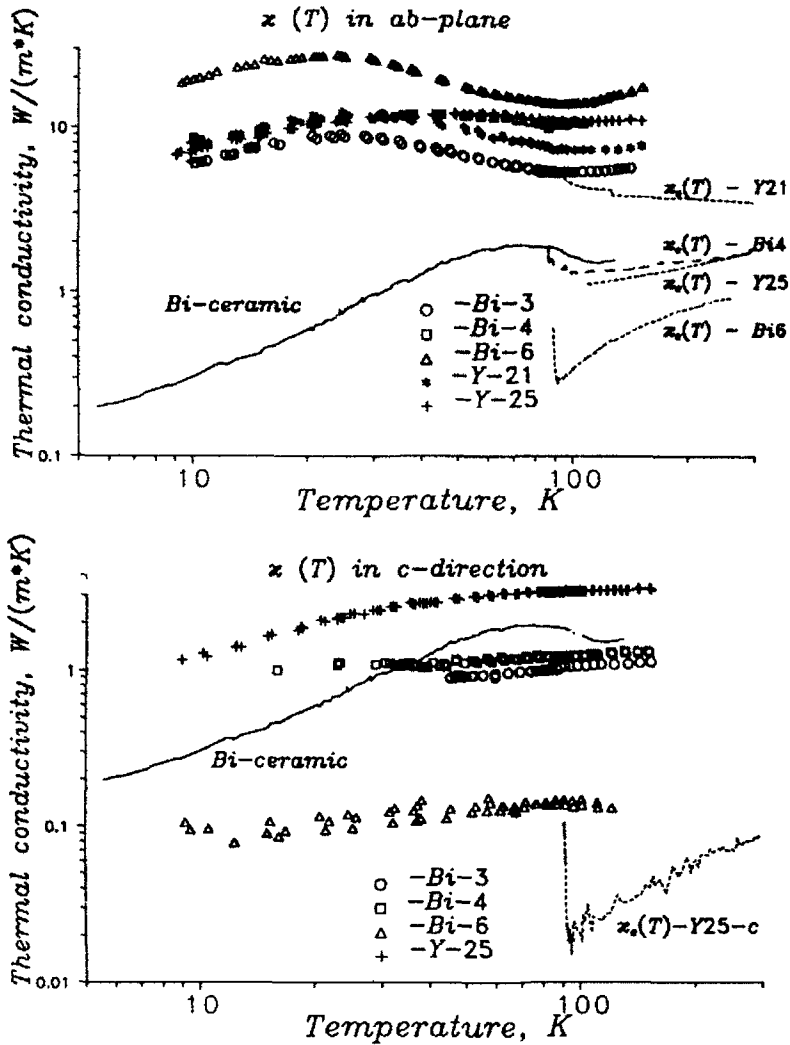 ϰ (T) in ab-plane
Thermal conductivity, W/(m*K)
10
1
0.1
ϰₑ(T) - Y21
ϰₑ(T) - Bi4
ϰₑ(T) - Y25
ϰₑ(T) - Bi6
Bi-ceramic
-Bi-3
-Bi-4
-Bi-6
-Y-21
-Y-25
10
100
Temperature, K
ϰ (T) in c-direction
Thermal conductivity, W/(m*K)
1
0.1
0.01
Bi-ceramic
-Bi-3
-Bi-4
-Bi-6
-Y-25
ϰₑ(T)-Y25-c
10
100
Temperature, K